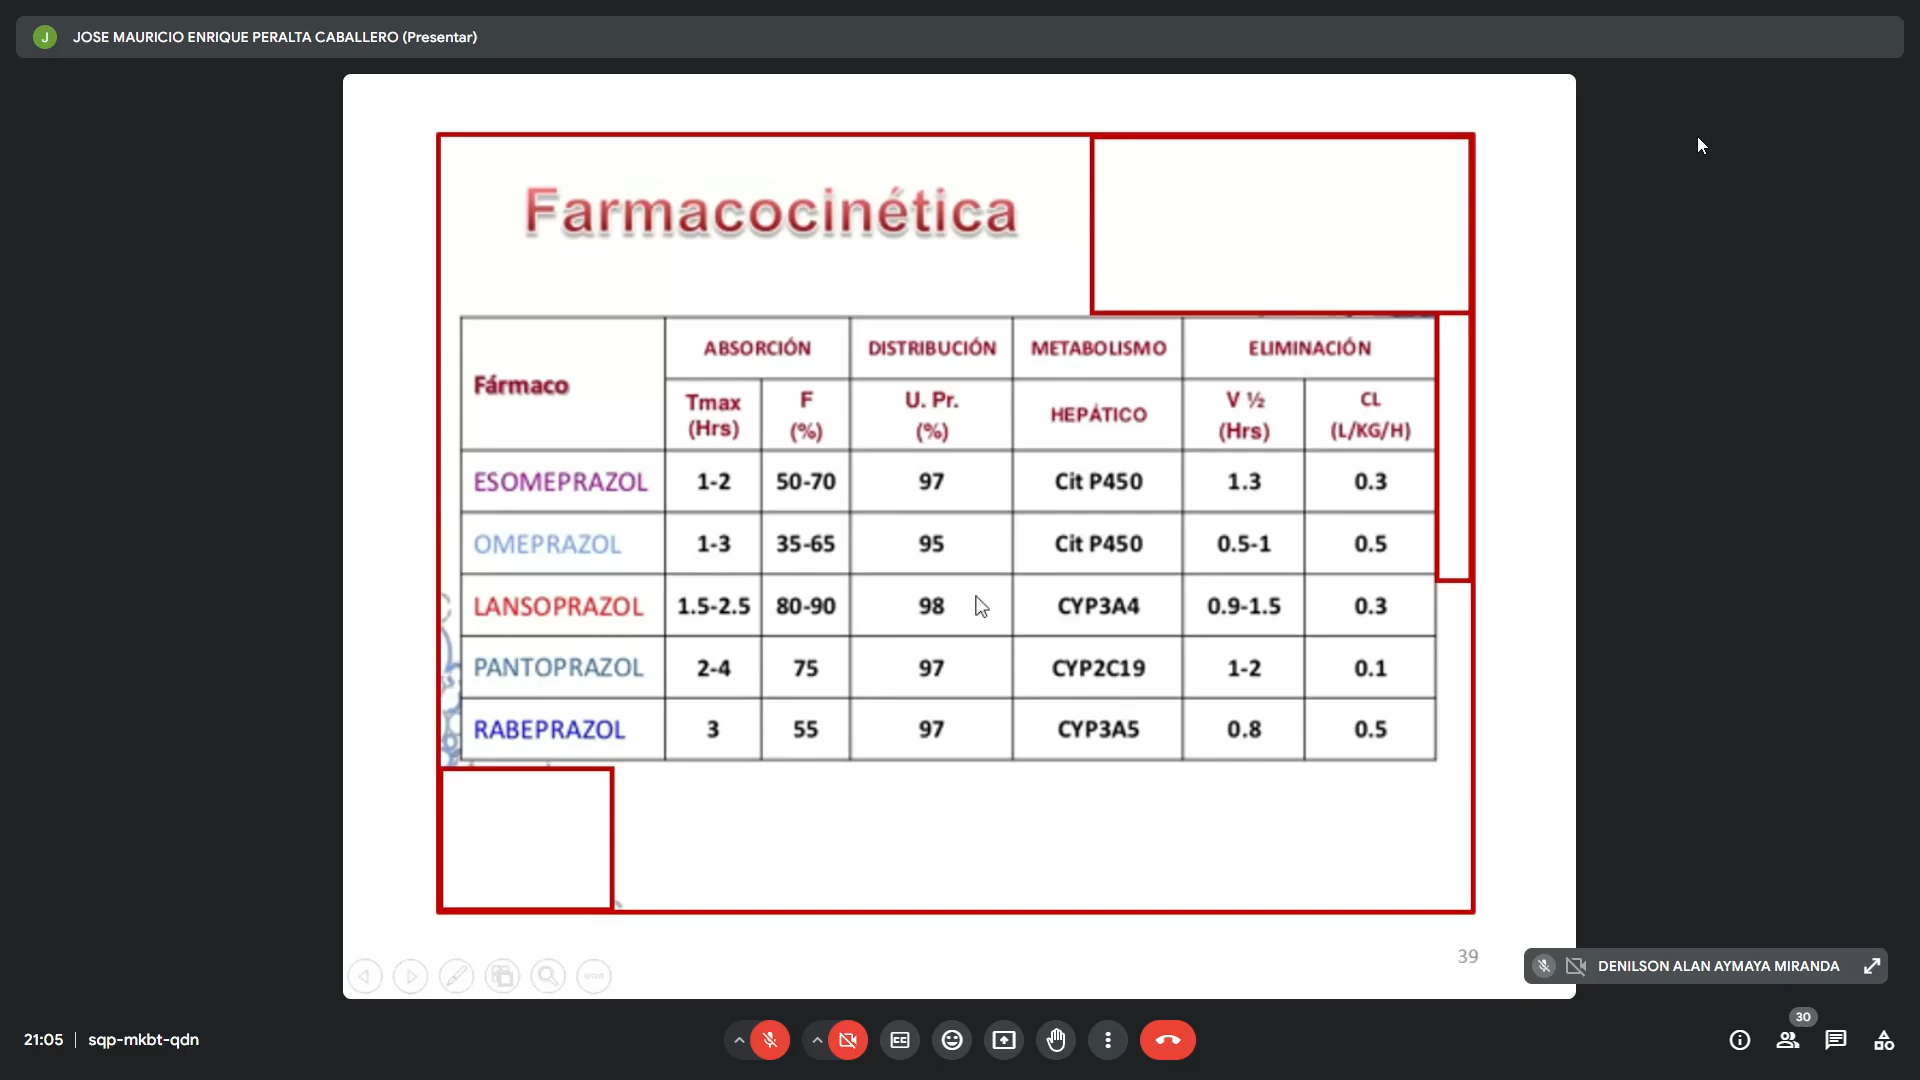 J JOSE MAURICIO ENRIQUE PERALTA CABALLERO (Presentar)
Farmacocinética
Fármaco ABSORCIÓN DISTRIBUCIÓN METABOLISMO ELIMINACIÓN
Tmax (Hrs) F (%) U. Pr. (%) HEPÁTICO V ½ (Hrs) CL (L/KG/H)
ESOMEPRAZOL 1-2 50-70 97 Cit P450 1.3 0.3
OMEPRAZOL 1-3 35-65 95 Cit P450 0.5-1 0.5
LANSOPRAZOL 1.5-2.5 80-90 98 CYP3A4 0.9-1.5 0.3
PANTOPRAZOL 2-4 75 97 CYP2C19 1-2 0.1
RABEPRAZOL 3 55 97 CYP3A5 0.8 0.5
39
DENILSON ALAN AYMAYA MIRANDA
30
21:05 | sqp-mkbt-qdn